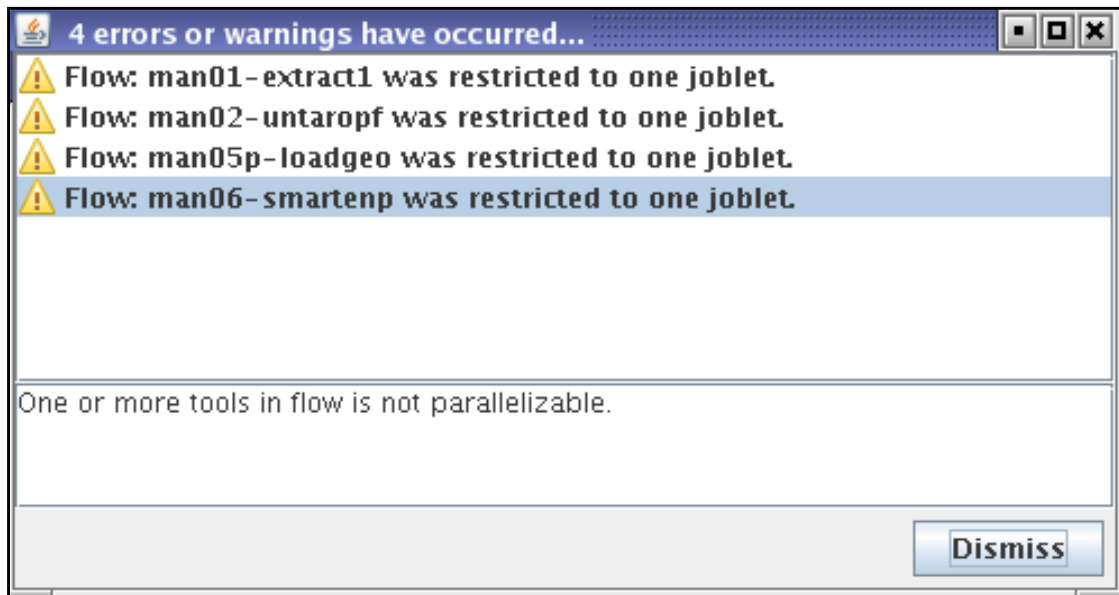 4 errors or warnings have occurred...
Flow: man01-extract1 was restricted to one joblet.
Flow: man02-untaropf was restricted to one joblet.
Flow: man05p-loadgeo was restricted to one joblet.
Flow: man06-smartenp was restricted to one joblet.
One or more tools in flow is not parallelizable.
Dismiss